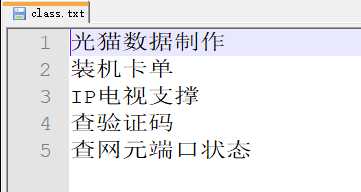 class.txt
1 光猫数据制作
2 装机卡单
3 IP电视支撑
4 查验证码
5 查网元端口状态